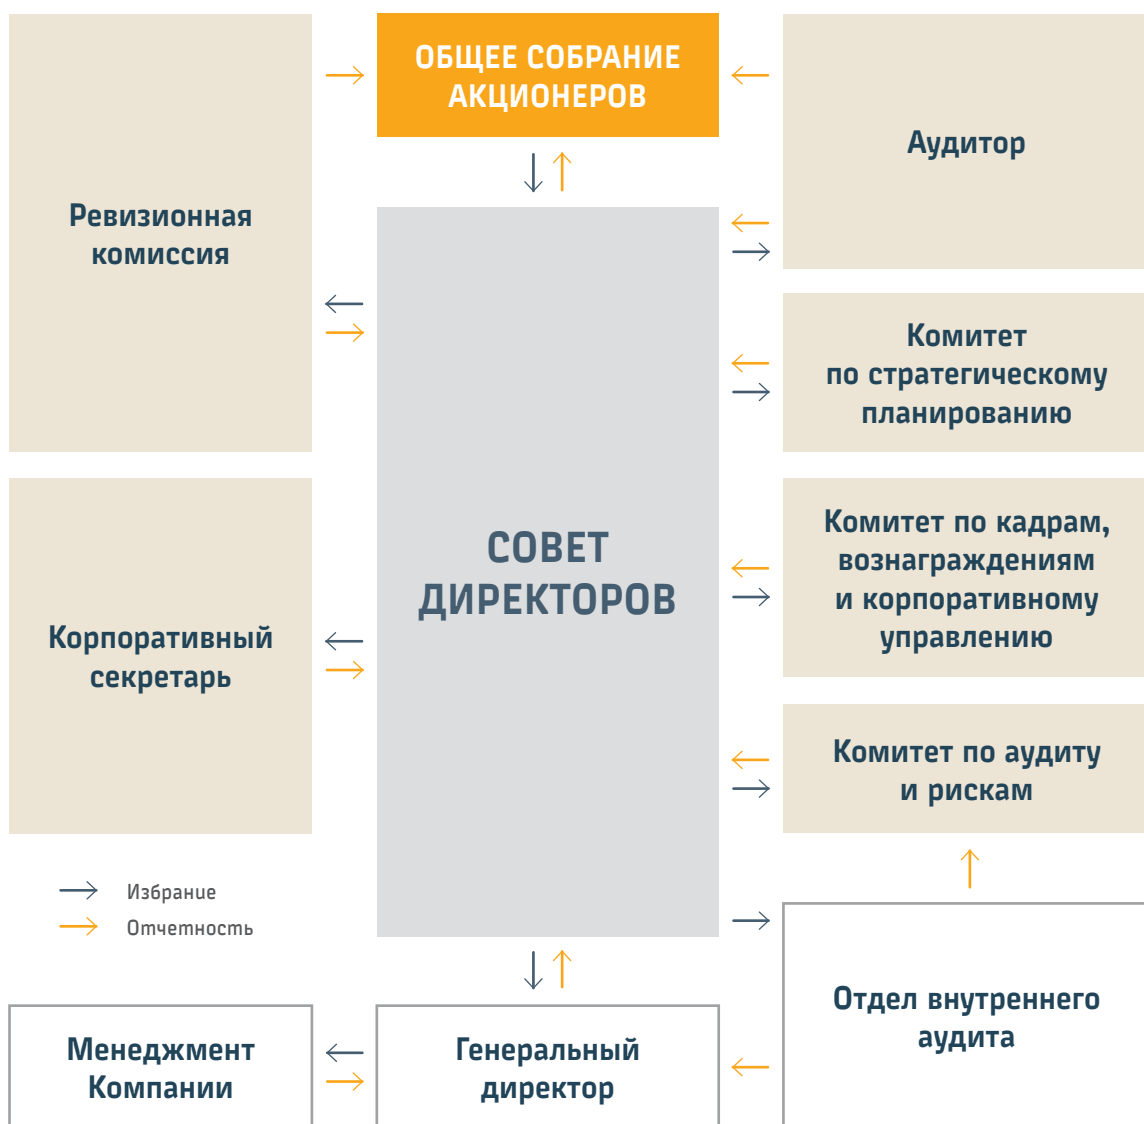 ОБЩЕЕ СОБРАНИЕ
АКЦИОНЕРОВ
Аудитор
Ревизионная
комиссия
Комитет
по стратегическому
планированию
СОВЕТ
ДИРЕКТОРОВ
Комитет по кадрам,
вознаграждениям
и корпоративному
управлению
Корпоративный
секретарь
Комитет по аудиту
и рискам
Избрание
Отчетность
Отдел внутреннего
аудита
Менеджмент
Компании
Генеральный
директор